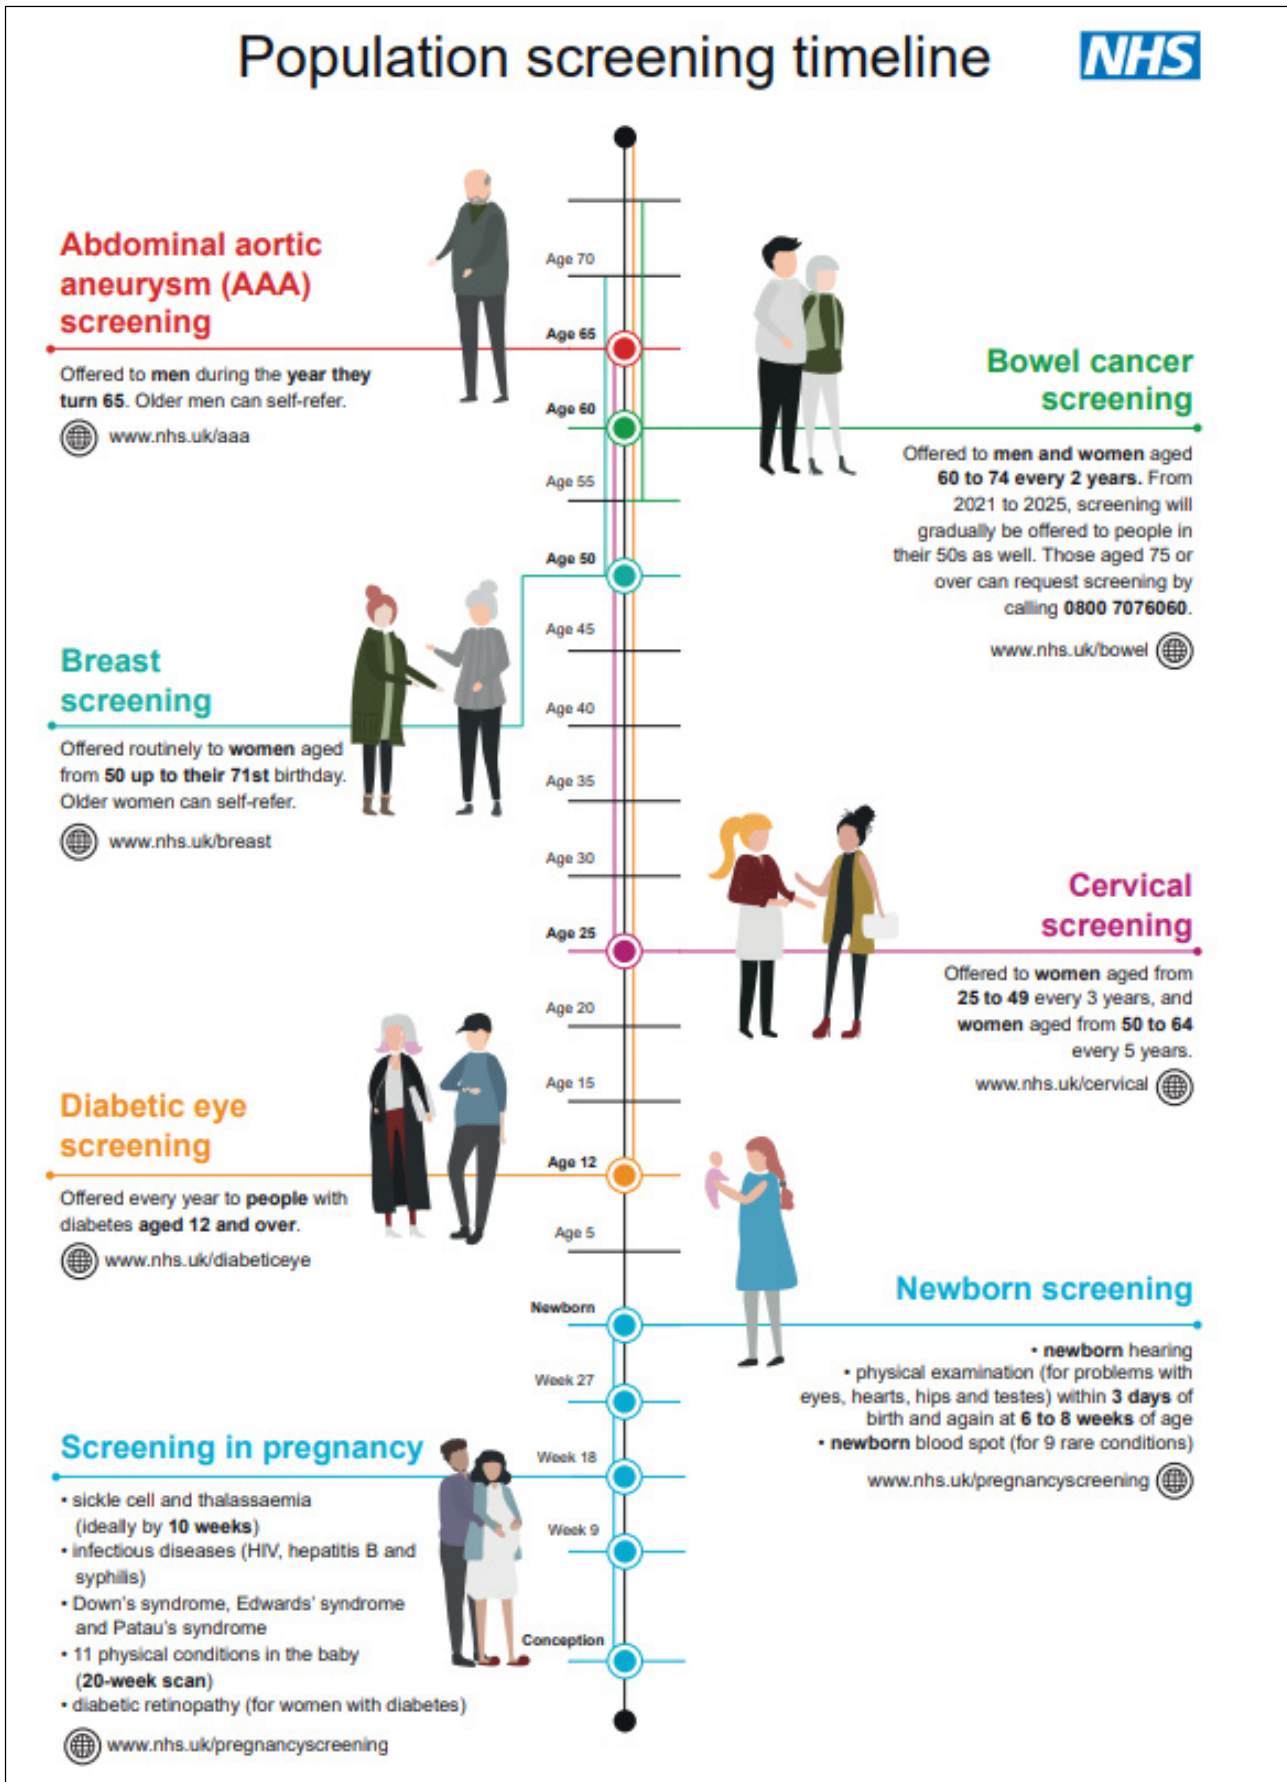 Population screening timeline
NHS
Abdominal aortic
aneurysm (AAA)
screening
Offered to men during the year they
turn 65. Older men can self-refer.
www.nhs.uk/aaa
Age 70
Age 65
Age 60
Age 55
Age 50
Age 45
Age 40
Age 35
Age 30
Age 25
Age 20
Age 15
Age 12
Age 5
Newborn
Week 27
Week 18
Week 9
Conception
Bowel cancer
screening
Offered to men and women aged
60 to 74 every 2 years. From
2021 to 2025, screening will
gradually be offered to people in
their 50s as well. Those aged 75 or
over can request screening by
calling 0800 7076060.
www.nhs.uk/bowel
Breast
screening
Offered routinely to women aged
from 50 up to their 71st birthday.
Older women can self-refer.
www.nhs.uk/breast
Cervical
screening
Offered to women aged from
25 to 49 every 3 years, and
women aged from 50 to 64
every 5 years.
www.nhs.uk/cervical
Diabetic eye
screening
Offered every year to people with
diabetes aged 12 and over.
www.nhs.uk/diabeticeye
Newborn screening
• newborn hearing
• physical examination (for problems with
eyes, hearts, hips and testes) within 3 days of
birth and again at 6 to 8 weeks of age
• newborn blood spot (for 9 rare conditions)
www.nhs.uk/pregnancyscreening
Screening in pregnancy
• sickle cell and thalassaemia
(ideally by 10 weeks)
• infectious diseases (HIV, hepatitis B and
syphilis)
• Down's syndrome, Edwards' syndrome
and Patau's syndrome
• 11 physical conditions in the baby
(20-week scan)
• diabetic retinopathy (for women with diabetes)
www.nhs.uk/pregnancyscreening